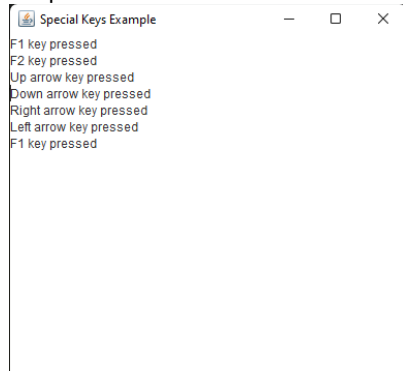 Special Keys Example
F1 key pressed
F2 key pressed
Up arrow key pressed
Down arrow key pressed
Right arrow key pressed
Left arrow key pressed
F1 key pressed